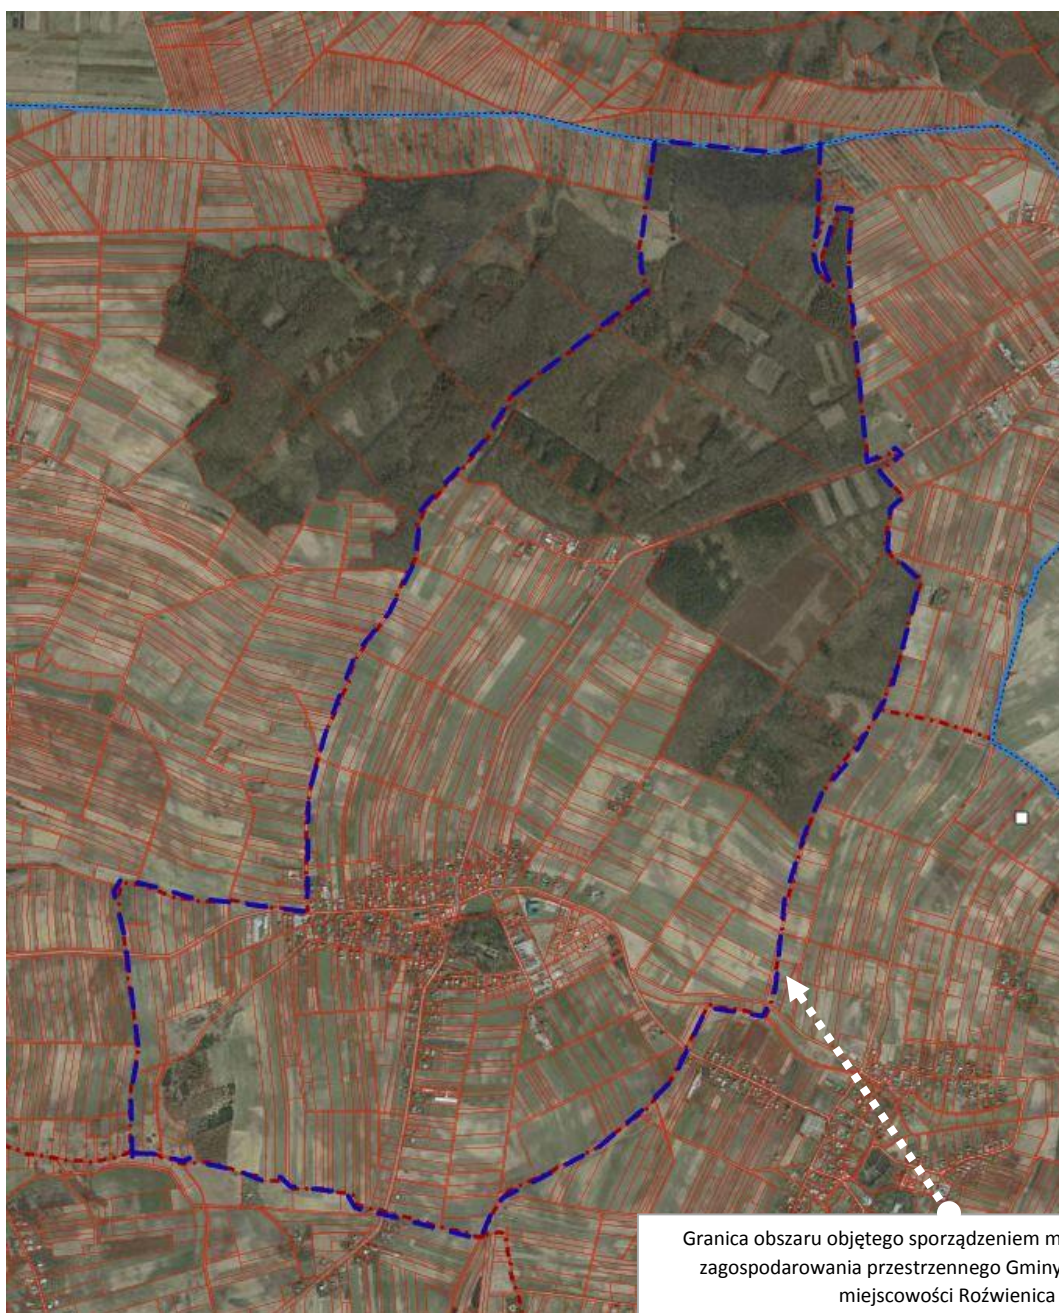 Granica obszaru objętego sporządzeniem m
zagospodarowania przestrzennego Gminy
miejscowości Roźwienica